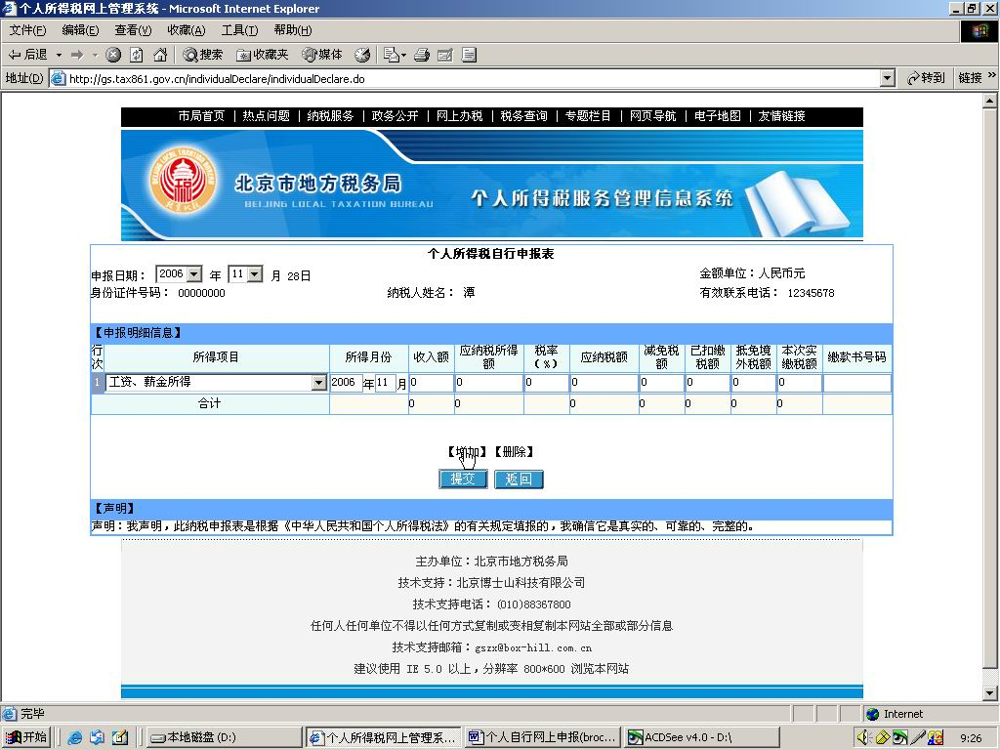 个人所得税网上管理系统 - Microsoft Internet Explorer
文件(F) 编辑(E) 查看(V) 收藏(A) 工具(T) 帮助(H)
后退 搜索 收藏夹 媒体
地址(D) http://gs.tax861.gov.cn/individualDeclare/individualDeclare.do 转到 链接 »
市局首页 | 热点问题 | 纳税服务 | 政务公开 | 网上办税 | 税务查询 | 专题栏目 | 网页导航 | 电子地图 | 友情链接
北京市地方税务局
BEIJING LOCAL TAXATION BUREAU
个人所得税服务管理信息系统
个人所得税自行申报表
申报日期： 2006 年 11 月 28日 金额单位：人民币元
身份证件号码： 00000000 纳税人姓名： 潭 有效联系电话： 12345678
【申报明细信息】
行次 所得项目 所得月份 收入额 应纳税所得额 税率(%) 应纳税额 减免税额 已扣缴税额 抵免境外税额 本次实缴税额 缴款书号码
1 工资、薪金所得 2006 年 11 月 0 0 0 0 0 0 0 0
合计 0 0 0 0 0 0 0
【增加】【删除】
提交 返回
【声明】
声明：我声明，此纳税申报表是根据《中华人民共和国个人所得税法》的有关规定填报的，我确信它是真实的、可靠的、完整的。
主办单位：北京市地方税务局
技术支持：北京博士山科技有限公司
技术支持电话：(010)88367800
任何人任何单位不得以任何方式复制或变相复制本网站全部或部分信息
技术支持邮箱：gszx@box-hill.com.cn
建议使用 IE 5.0 以上，分辨率 800*600 浏览本网站
完毕 Internet
开始 本地磁盘 (D:) 个人所得税网上管理系... 个人自行网上申报(broc... ACDSee v4.0 - D:\ 9:26